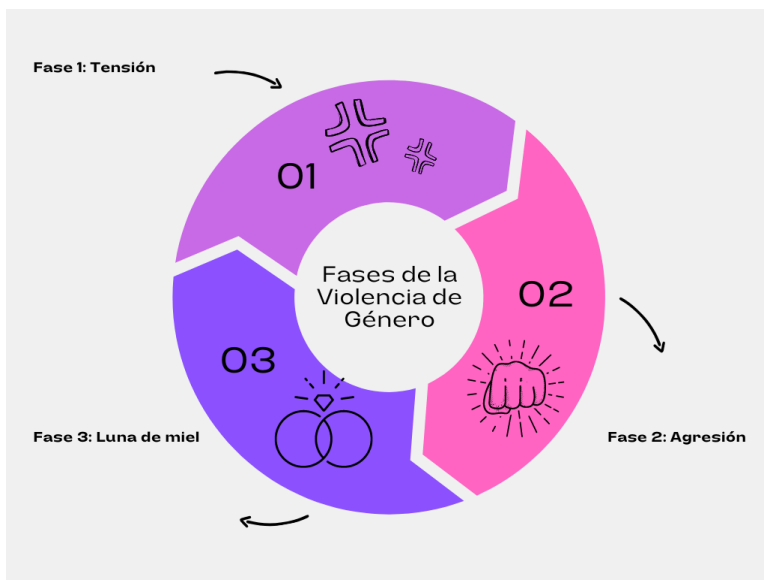 Fase 1: Tensión
01
Fases de la
Violencia de
Género
02
03
Fase 3: Luna de miel
Fase 2: Agresión